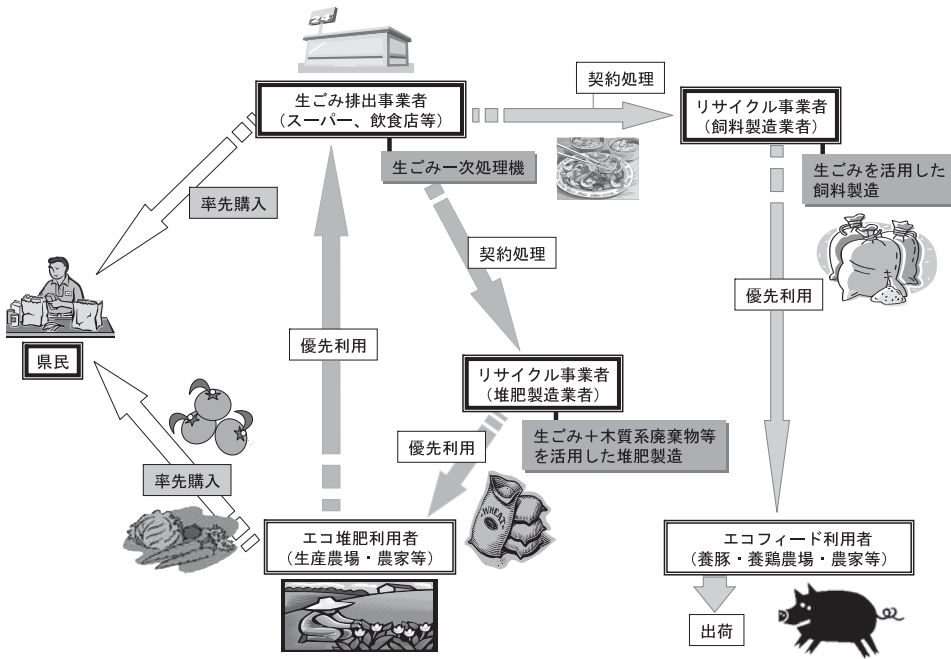 24
生ごみ排出事業者
(スーパー、飲食店等)
契約処理
リサイクル事業者
(飼料製造業者)
生ごみ一次処理機
生ごみを活用した
飼料製造
率先購入
契約処理
優先利用
県民
優先利用
リサイクル事業者
(堆肥製造業者)
生ごみ+木質系廃棄物等
を活用した堆肥製造
優先利用
率先購入
WHEAT
エコ堆肥利用者
(生産農場・農家等)
エコフィード利用者
(養豚・養鶏農場・農家等)
出荷